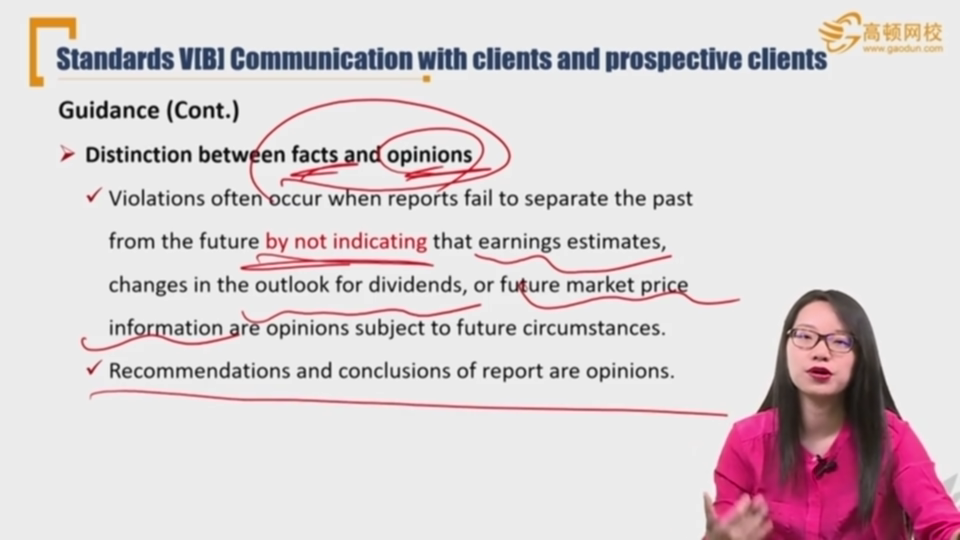 Standards V[B] Communication with clients and prospective clients
高顿网校
www.gaodun.com
Guidance (Cont.)
Distinction between facts and opinions
Violations often occur when reports fail to separate the past
from the future by not indicating that earnings estimates,
changes in the outlook for dividends, or future market price
information are opinions subject to future circumstances.
Recommendations and conclusions of report are opinions.